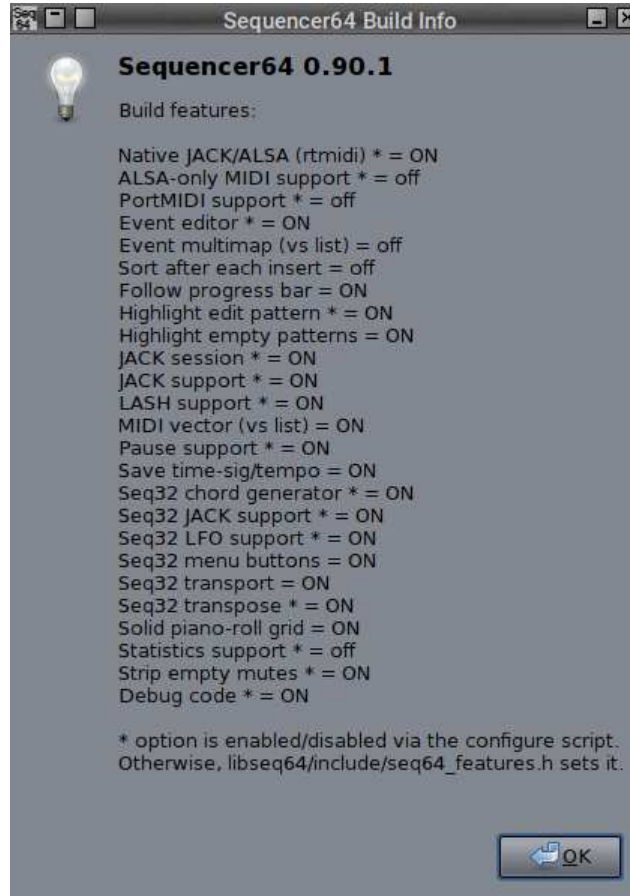 Seq
64
Sequencer64 Build Info
Sequencer64 0.90.1
Build features:
Native JACK/ALSA (rtmidi) * = ON
ALSA-only MIDI support * = off
PortMIDI support * = off
Event editor * = ON
Event multimap (vs list) = off
Sort after each insert = off
Follow progress bar = ON
Highlight edit pattern * = ON
Highlight empty patterns = ON
JACK session * = ON
JACK support * = ON
LASH support * = ON
MIDI vector (vs list) = ON
Pause support * = ON
Save time-sig/tempo = ON
Seq32 chord generator * = ON
Seq32 JACK support * = ON
Seq32 LFO support * = ON
Seq32 menu buttons = ON
Seq32 transport = ON
Seq32 transpose * = ON
Solid piano-roll grid = ON
Statistics support * = off
Strip empty mutes * = ON
Debug code * = ON
* option is enabled/disabled via the configure script.
Otherwise, libseq64/include/seq64_features.h sets it.
OK